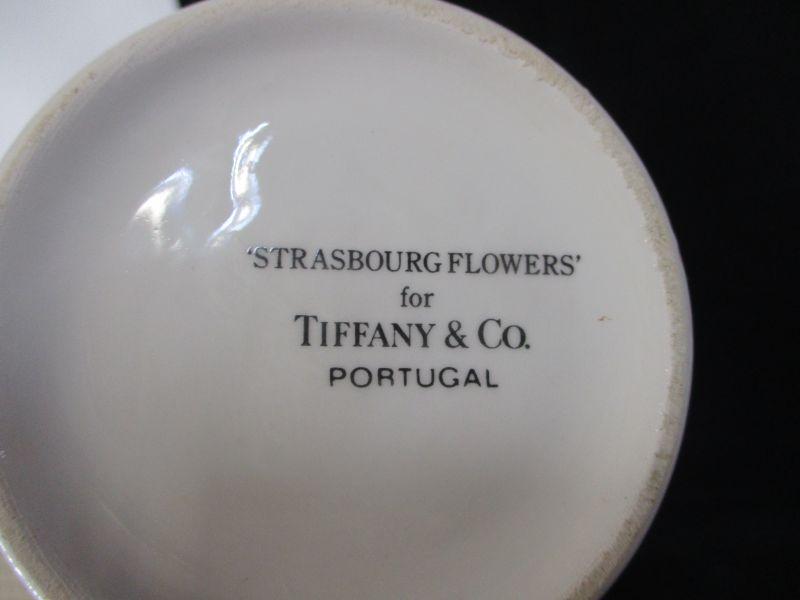 ‘STRASBOURG FLOWERS’
for
TIFFANY & CO.
PORTUGAL